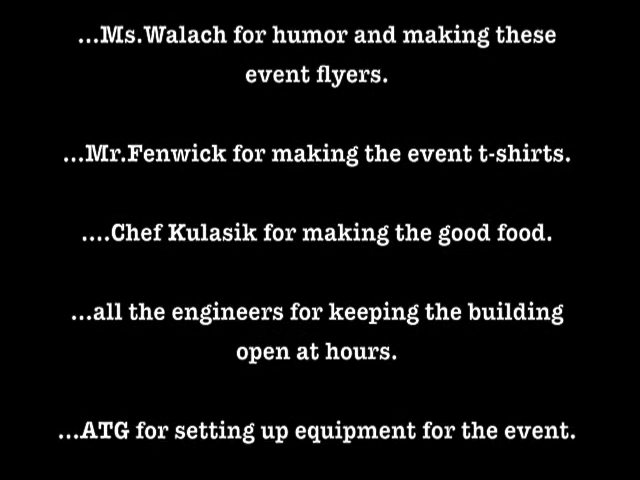 ...Ms.Walach for humor and making these
event flyers.
...Mr.Fenwick for making the event t-shirts.
....Chef Kulasik for making the good food.
...all the engineers for keeping the building
open at hours.
...ATG for setting up equipment for the event.